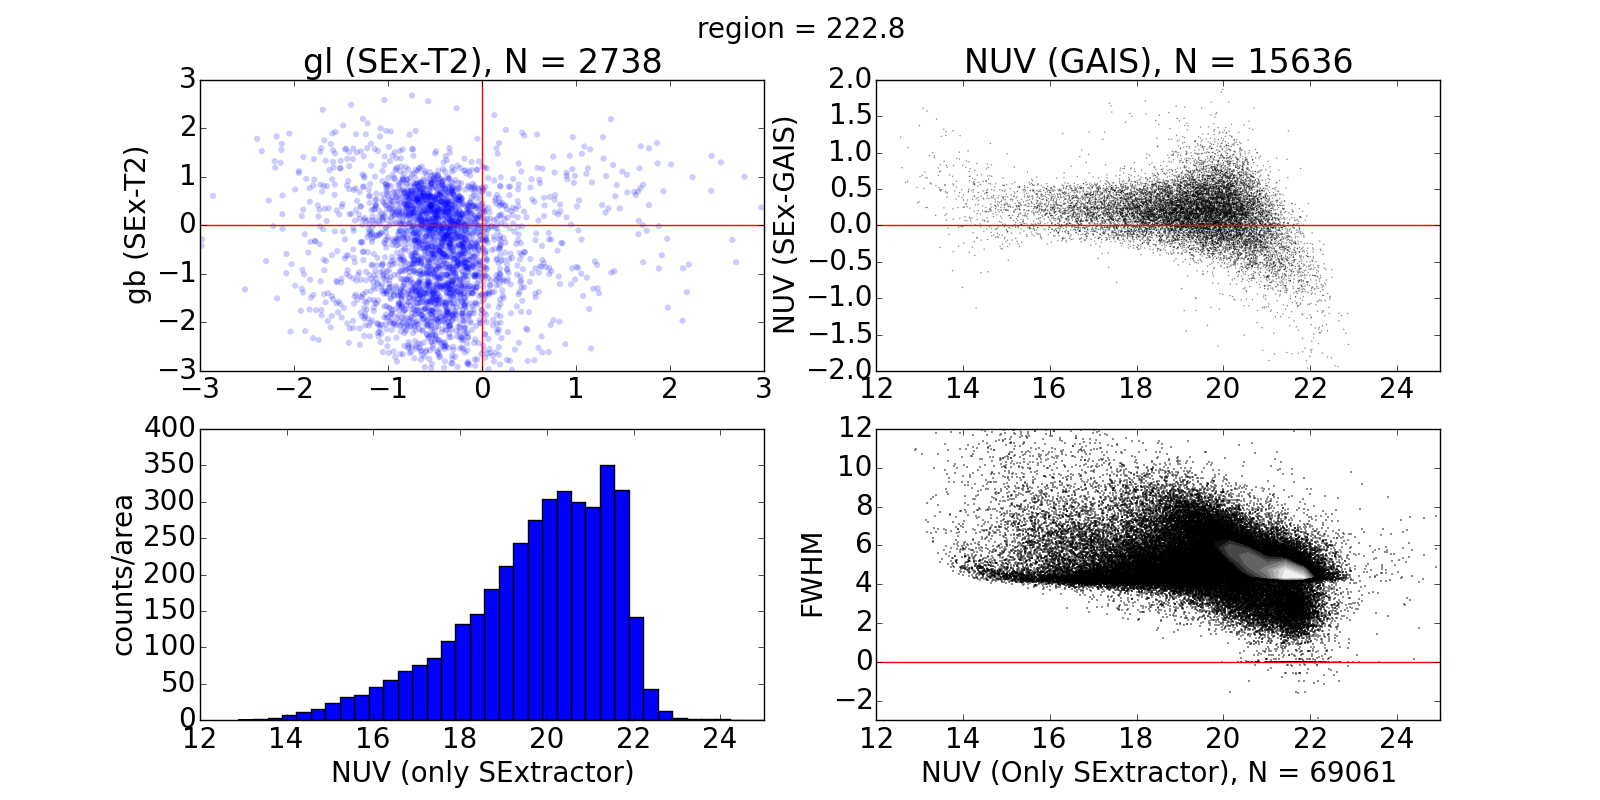 region = 222.8
gl (SEx-T2), N = 2738
NUV (GAIS), N = 15636
gb (SEx-T2)
3
2
1
0
−1
−2
−3
−3 −2 −1 0 1 2 3
NUV (SEx-GAIS)
2.0
1.5
1.0
0.5
0.0
−0.5
−1.0
−1.5
−2.0
12 14 16 18 20 22 24
counts/area
400
350
300
250
200
150
100
50
0
12 14 16 18 20 22 24
NUV (only SExtractor)
FWHM
12
10
8
6
4
2
0
−2
12 14 16 18 20 22 24
NUV (Only SExtractor), N = 69061